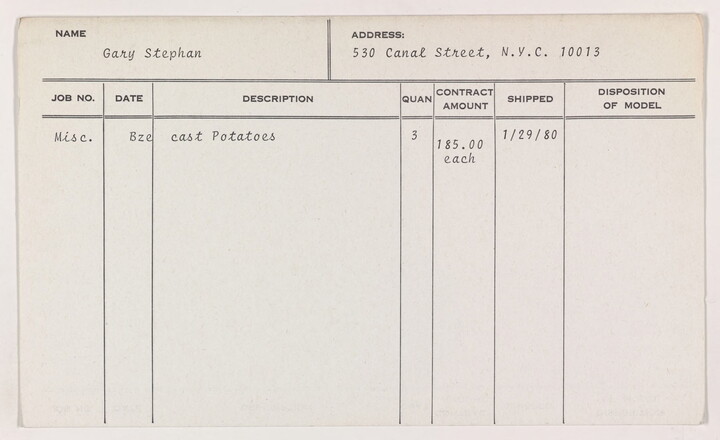 NAME
Gary Stephan
ADDRESS:
530 Canal Street, N.Y.C. 10013
JOB NO. DATE DESCRIPTION QUAN CONTRACT AMOUNT SHIPPED DISPOSITION OF MODEL
Misc. Bze cast Potatoes 3 185.00 1/29/80
each